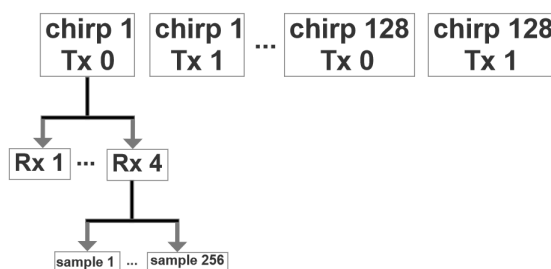 chirp 1 chirp 1 chirp 128 chirp 128
Tx 0 Tx 1 ... Tx 0 Tx 1
Rx 1 ... Rx 4
sample 1 ... sample 256